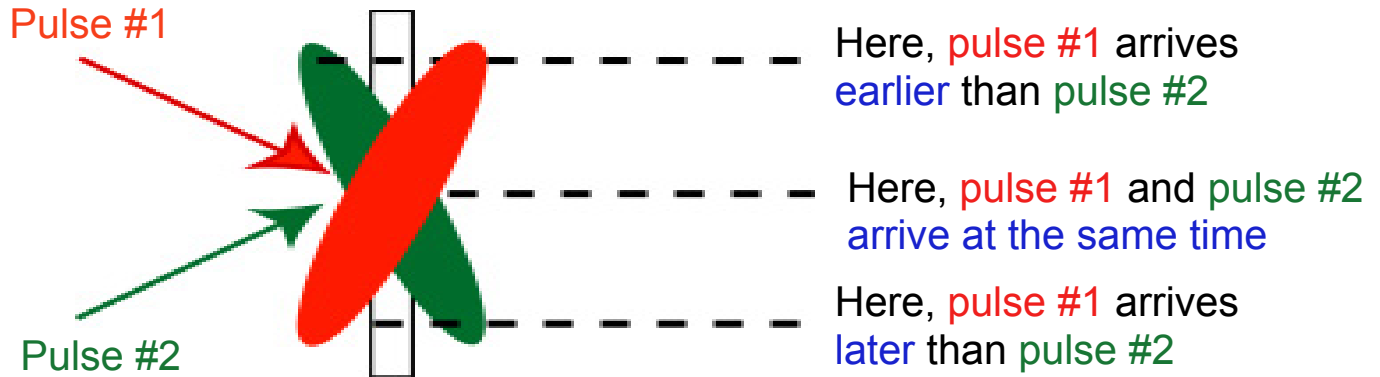 Pulse #1
Here, pulse #1 arrives
earlier than pulse #2
Here, pulse #1 and pulse #2
arrive at the same time
Here, pulse #1 arrives
later than pulse #2
Pulse #2